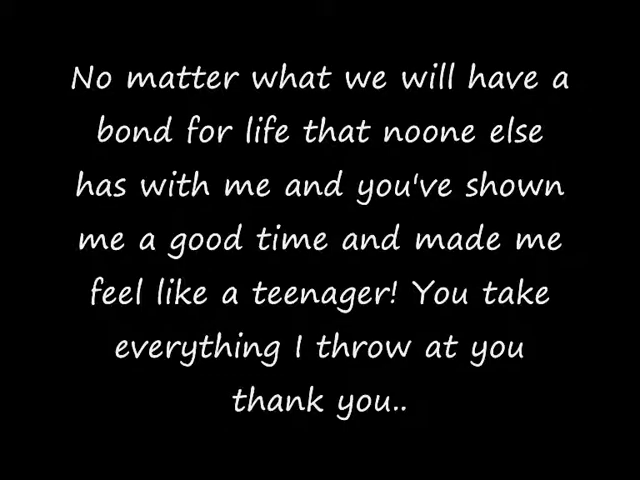 No matter what we will have a
bond for life that noone else
has with me and you've shown
me a good time and made me
feel like a teenager! You take
everything I throw at you
thank you..